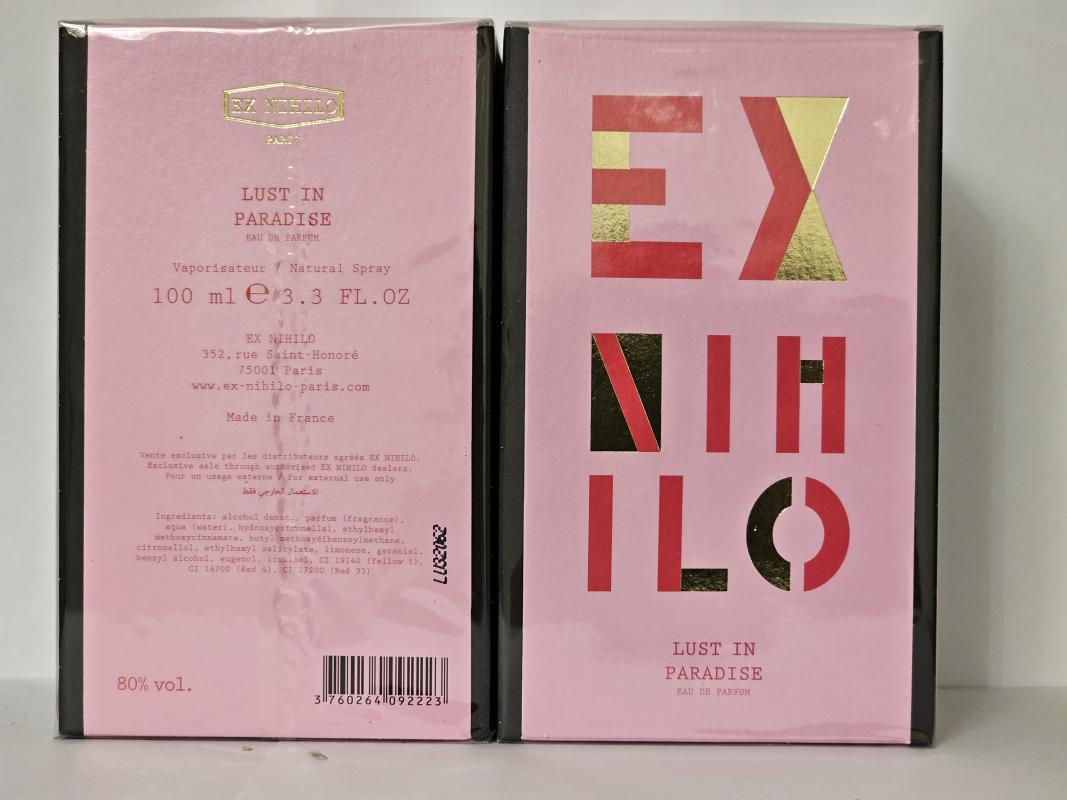 EX NIHILO
PARIS
LUST IN
PARADISE
EAU DE PARFUM
Vaporisateur / Natural Spray
100 ml ℮ 3.3 FL.OZ
EX NIHILO
352, rue Saint-Honoré
75001 Paris
www.ex-nihilo-paris.com
Made in France
Vente exclusive par les distributeurs agréés EX NIHILO.
Exclusive sale through authorized EX NIHILO dealers.
Pour un usage externe / For external use only
للاستعمال الخارجي فقط
Ingredients: alcohol denat., parfum (fragrance),
aqua (water), hydroxycitronellal, ethylhexyl
methoxycinnamate, butyl methoxydibenzoylmethane,
citronellol, ethylhexyl salicylate, limonene, geraniol,
benzyl alcohol, eugenol, linalool, CI 19140 (Yellow 5),
CI 14700 (Red 4), CI 17200 (Red 33)
LU32062
80% vol.
3 760264 092223
EX
NIH
ILO
LUST IN
PARADISE
EAU DE PARFUM